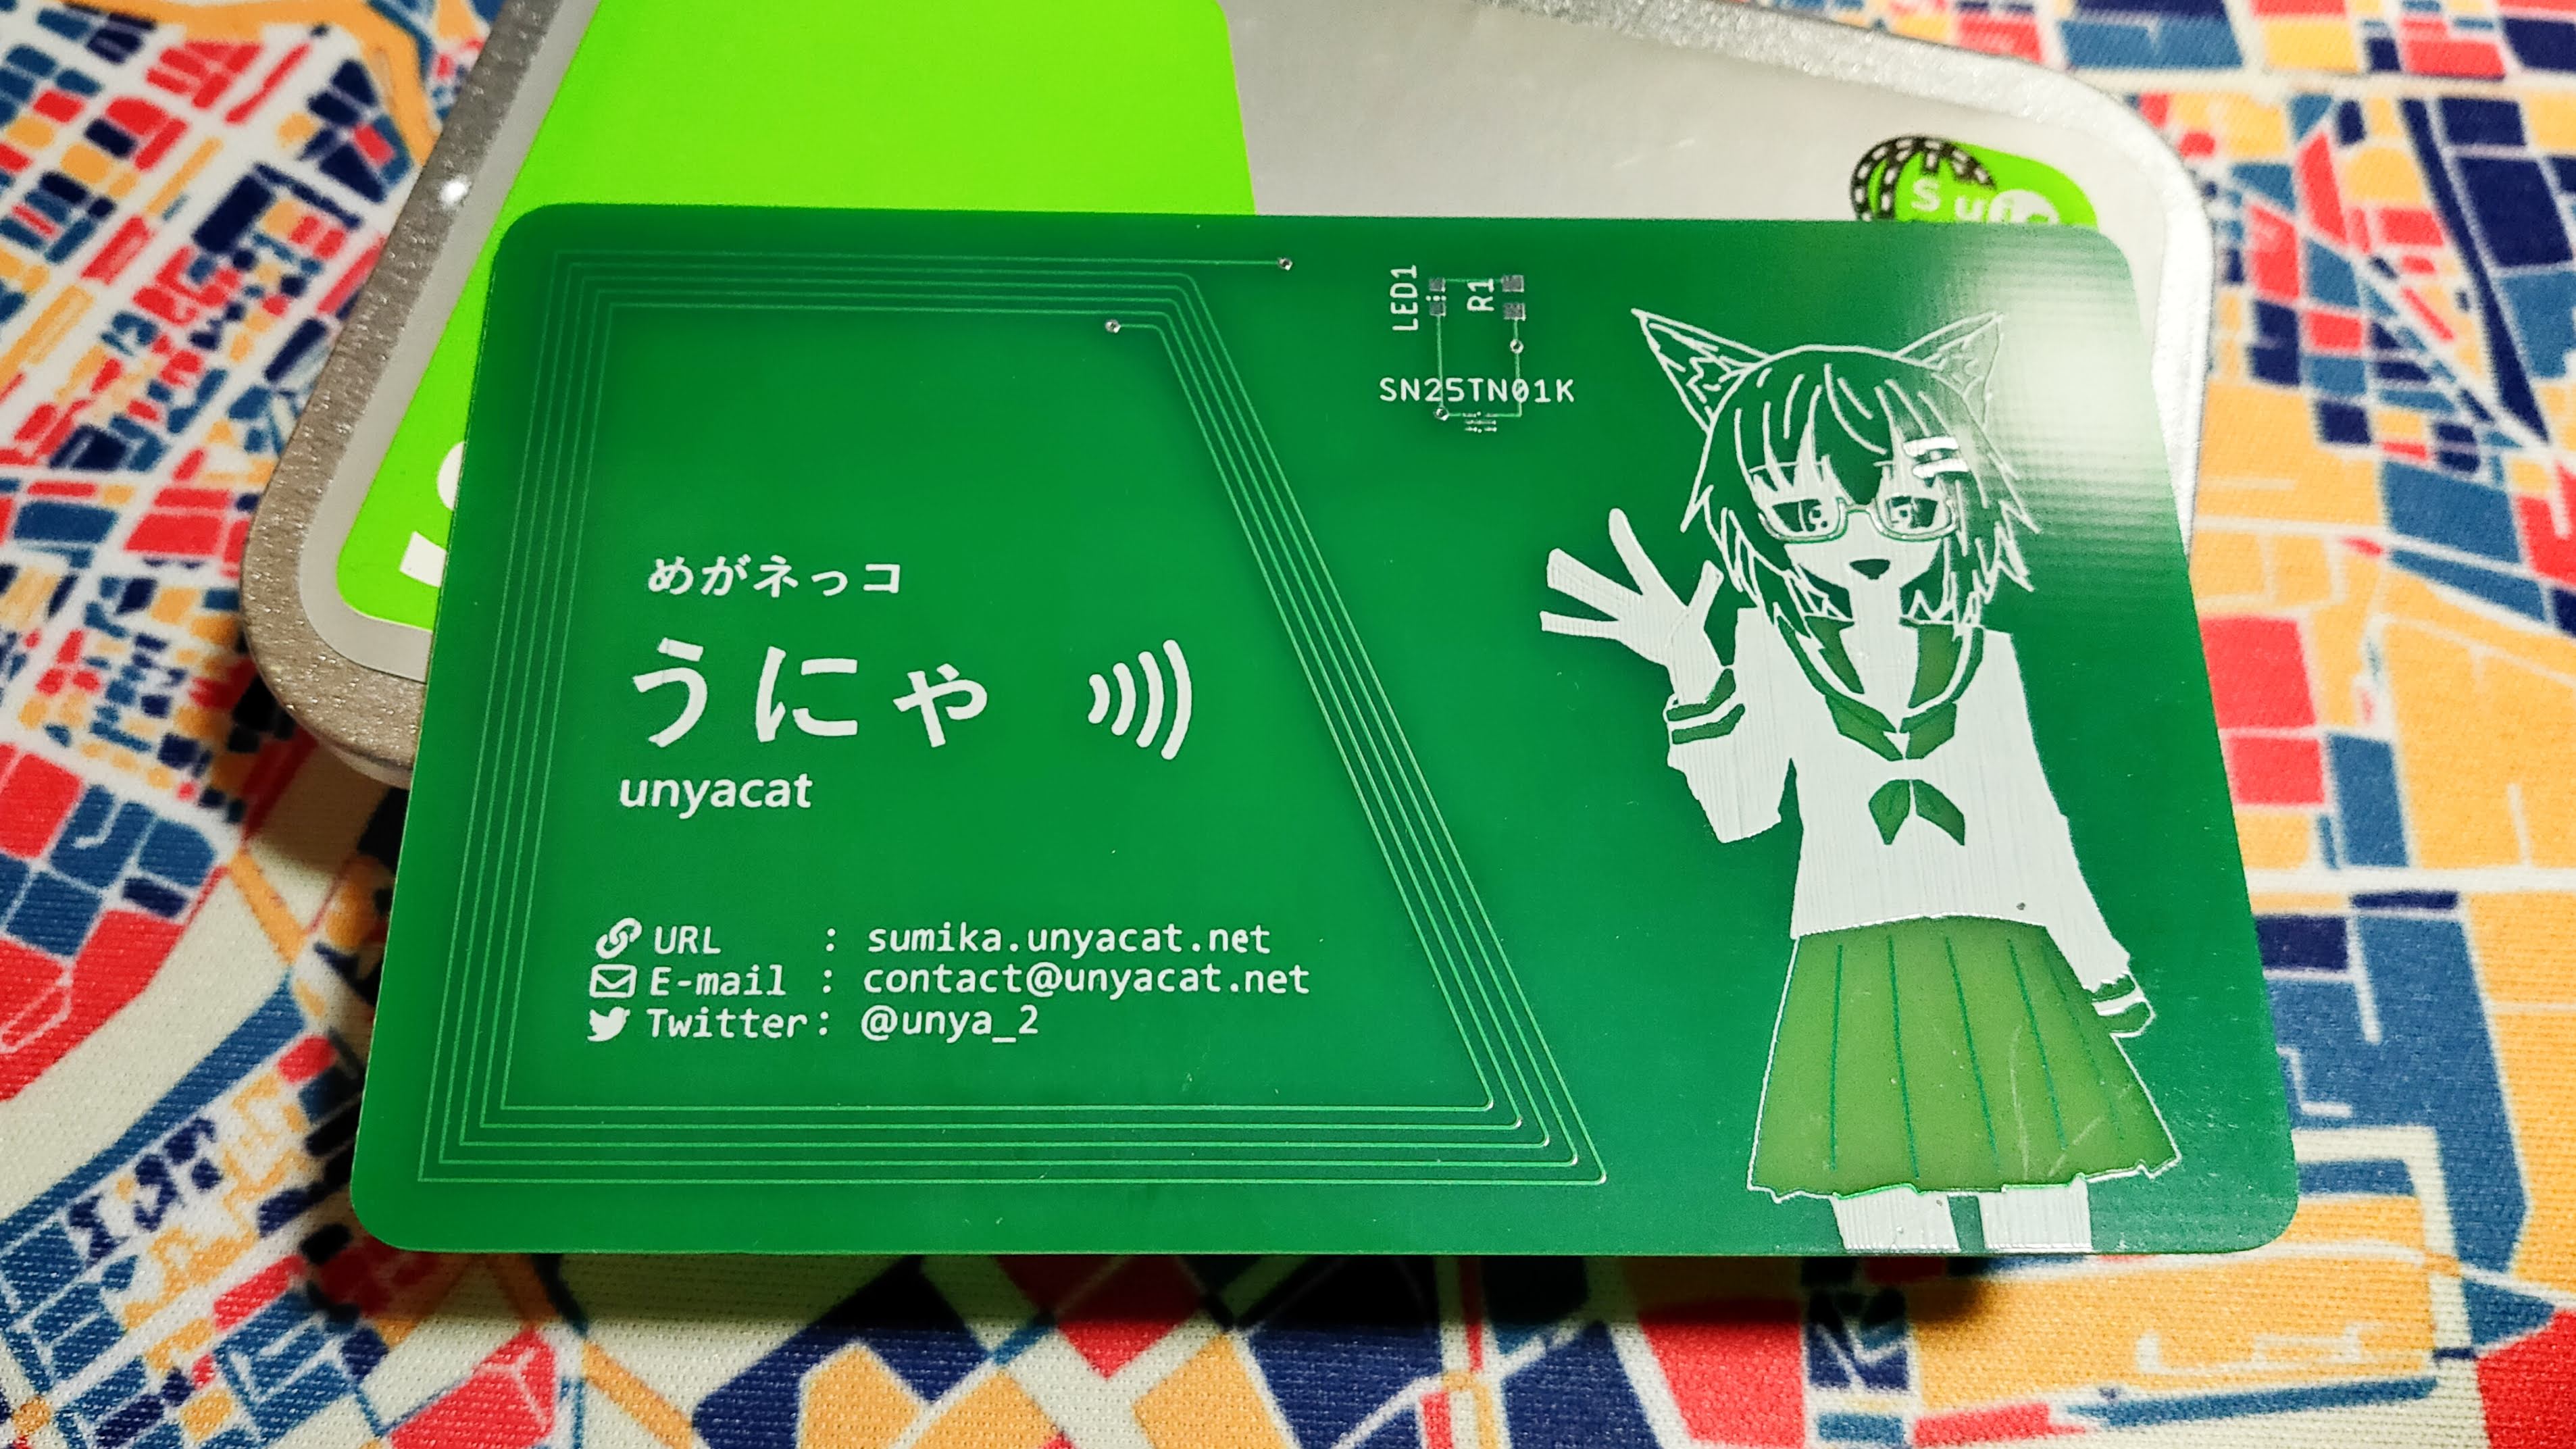 Suic
LED1
R1
SN25TN01K
めがネっコ
うにゃ
unyacat
URL : sumika.unyacat.net
E-mail : contact@unyacat.net
Twitter: @unya_2